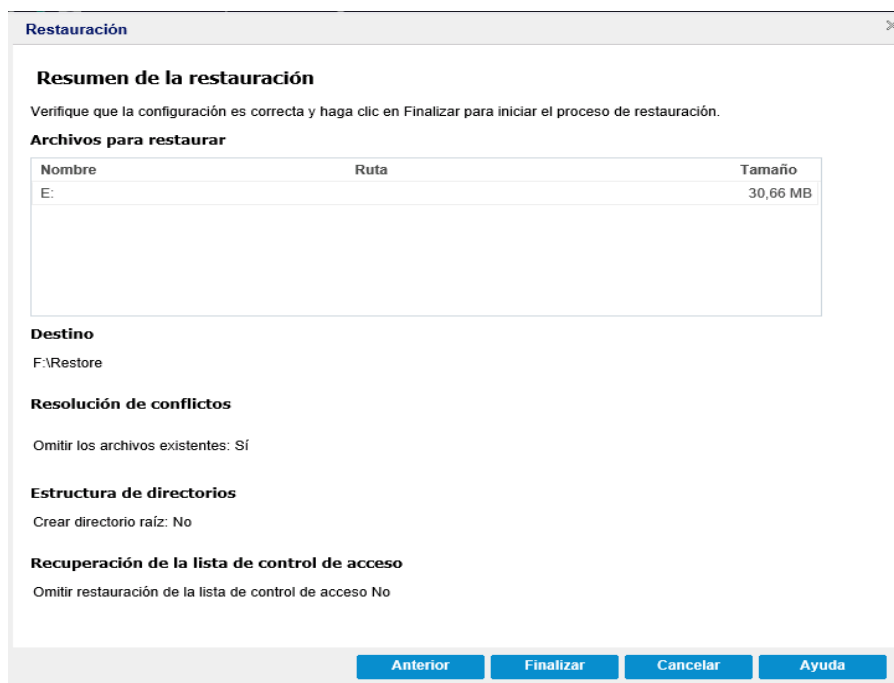 Restauración
Resumen de la restauración
Verifique que la configuración es correcta y haga clic en Finalizar para iniciar el proceso de restauración.
Archivos para restaurar
Nombre Ruta Tamaño
E: 30,66 MB
Destino
F:\Restore
Resolución de conflictos
Omitir los archivos existentes: Sí
Estructura de directorios
Crear directorio raíz: No
Recuperación de la lista de control de acceso
Omitir restauración de la lista de control de acceso No
Anterior Finalizar Cancelar Ayuda